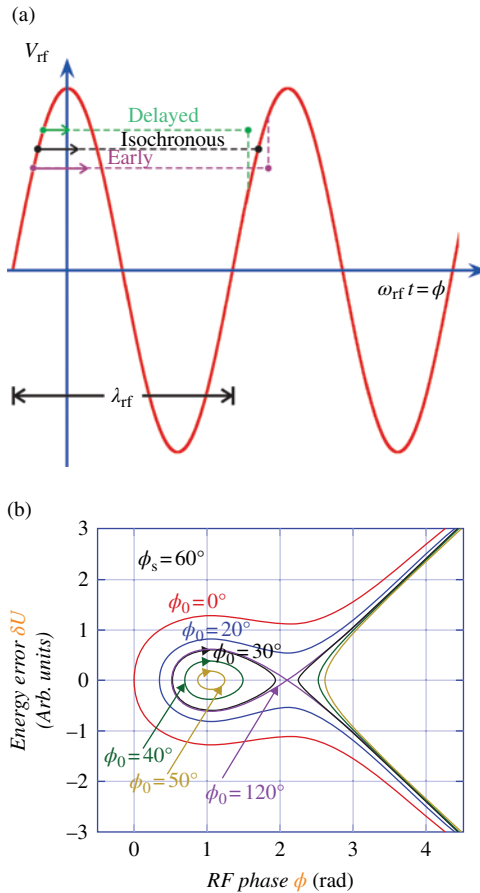 (a)
V_rf
Delayed
Isochronous
Early
ω_rf t = ϕ
λ_rf
(b)
ϕ_s = 60°
ϕ_0 = 0°
ϕ_0 = 20°
ϕ_0 = 30°
ϕ_0 = 40°
ϕ_0 = 50°
ϕ_0 = 120°
Energy error δU
(Arb. units)
3
2
1
0
−1
−2
−3
0 1 2 3 4
RF phase ϕ (rad)